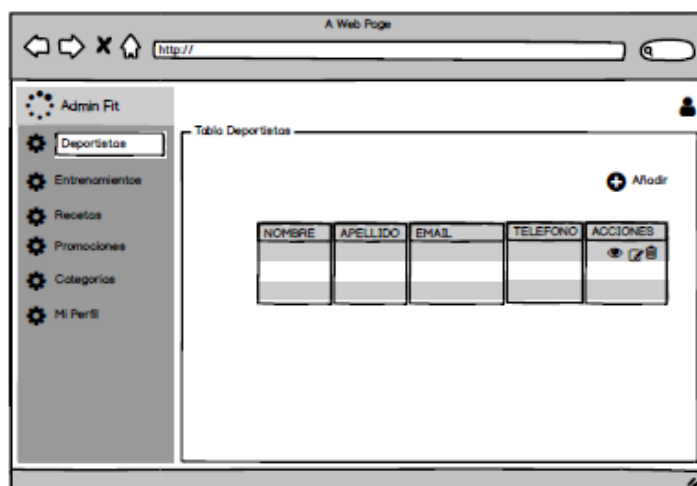 A Web Page
http://
Admin Fit
Deportistas
Entrenamientos
Recetas
Promociones
Categorias
Mi Perfil
Tabla Deportistas
Añadir
NOMBRE APELLIDO EMAIL TELEFONO ACCIONES